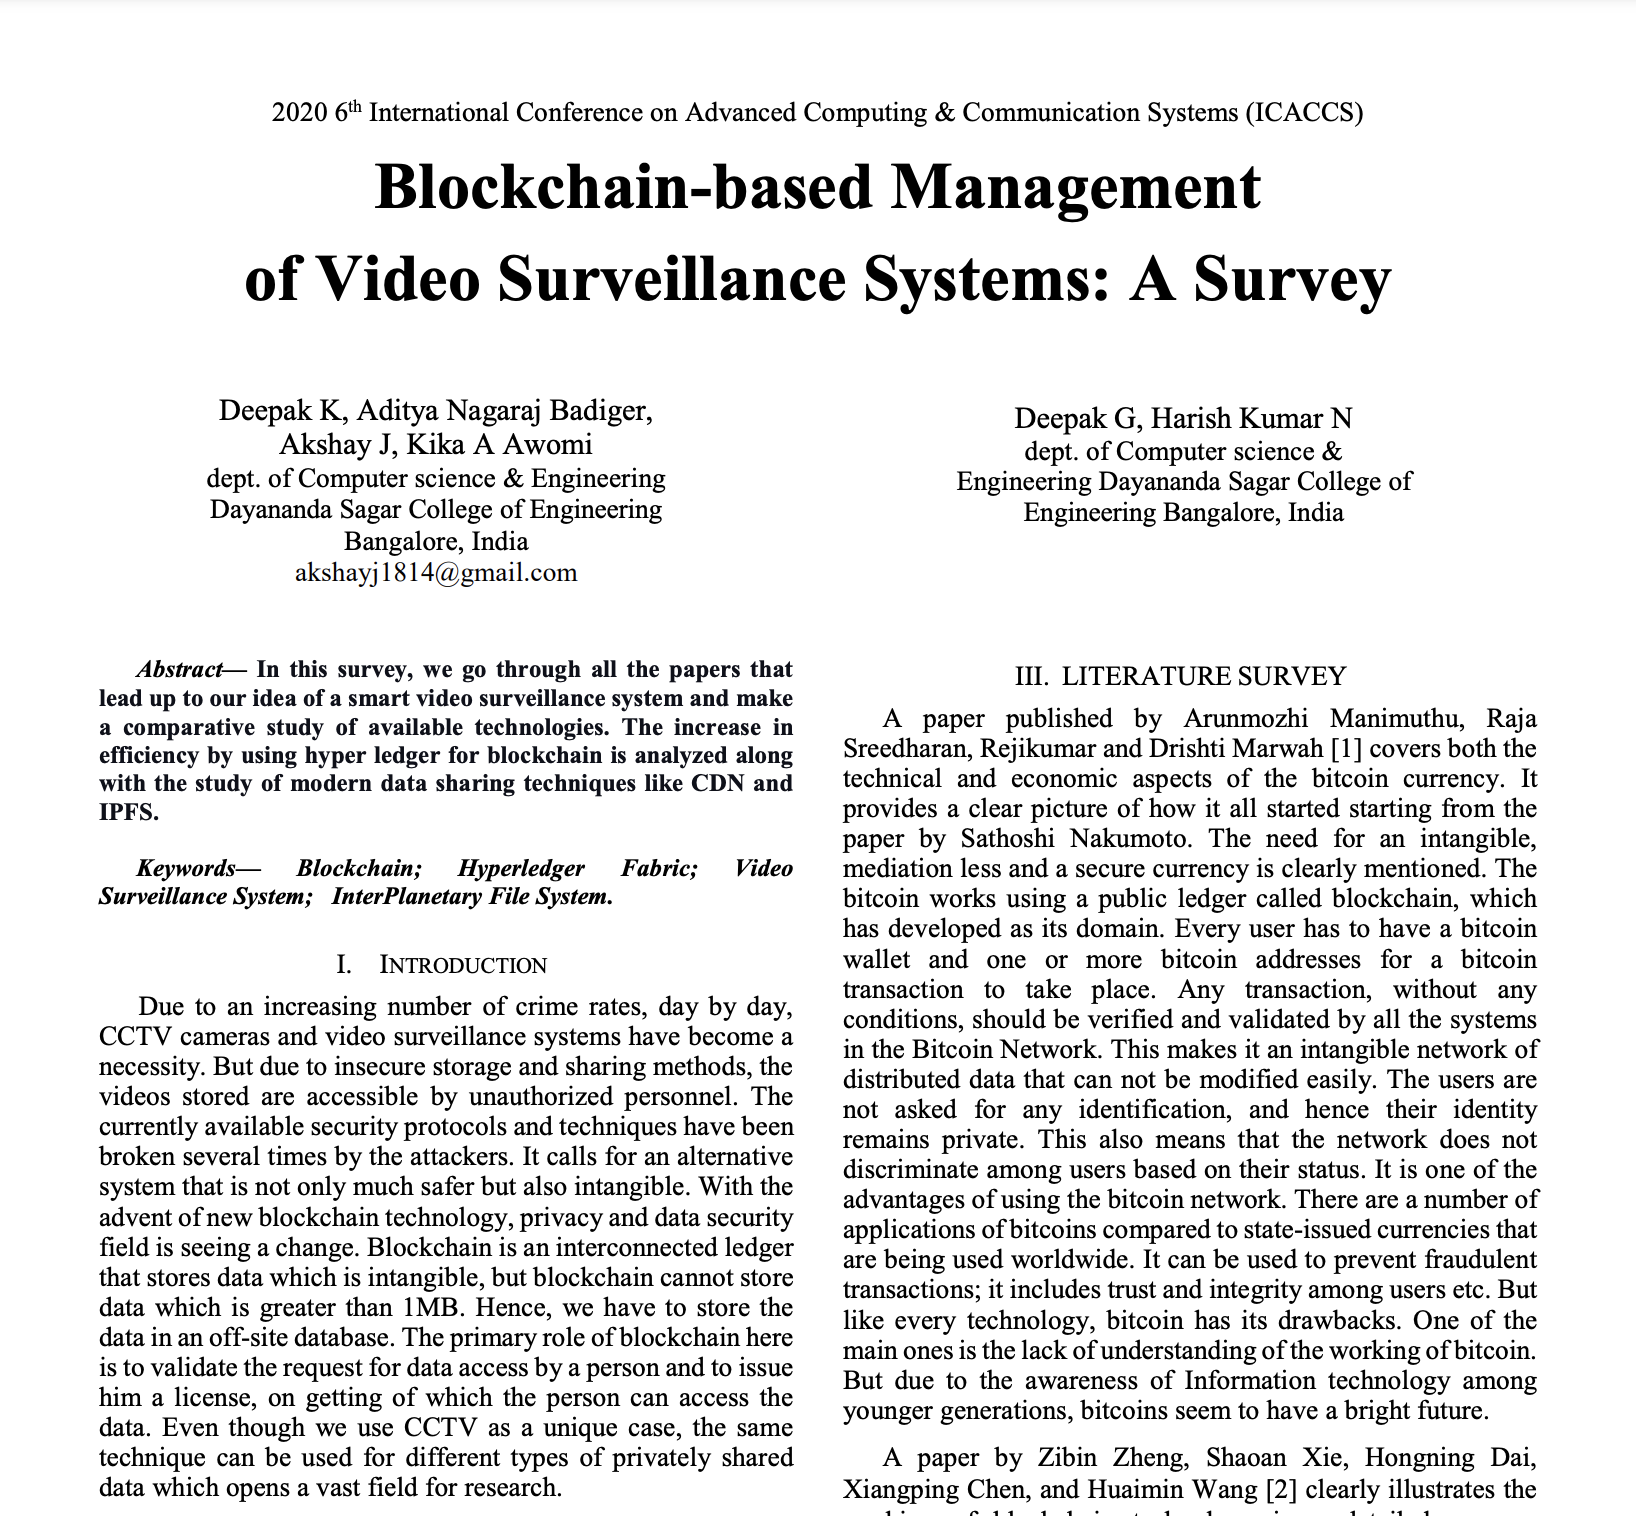 2020 6th International Conference on Advanced Computing & Communication Systems (ICACCS)
Blockchain-based Management
of Video Surveillance Systems: A Survey
Deepak K, Aditya Nagaraj Badiger,
Akshay J, Kika A Awomi
dept. of Computer science & Engineering
Dayananda Sagar College of Engineering
Bangalore, India
akshayj1814@gmail.com
Deepak G, Harish Kumar N
dept. of Computer science &
Engineering Dayananda Sagar College of
Engineering Bangalore, India
Abstract— In this survey, we go through all the papers that
lead up to our idea of a smart video surveillance system and make
a comparative study of available technologies. The increase in
efficiency by using hyper ledger for blockchain is analyzed along
with the study of modern data sharing techniques like CDN and
IPFS.
Keywords— Blockchain; Hyperledger Fabric; Video
Surveillance System; InterPlanetary File System.
I. INTRODUCTION
Due to an increasing number of crime rates, day by day,
CCTV cameras and video surveillance systems have become a
necessity. But due to insecure storage and sharing methods, the
videos stored are accessible by unauthorized personnel. The
currently available security protocols and techniques have been
broken several times by the attackers. It calls for an alternative
system that is not only much safer but also intangible. With the
advent of new blockchain technology, privacy and data security
field is seeing a change. Blockchain is an interconnected ledger
that stores data which is intangible, but blockchain cannot store
data which is greater than 1MB. Hence, we have to store the
data in an off-site database. The primary role of blockchain here
is to validate the request for data access by a person and to issue
him a license, on getting of which the person can access the
data. Even though we use CCTV as a unique case, the same
technique can be used for different types of privately shared
data which opens a vast field for research.
III. LITERATURE SURVEY
A paper published by Arunmozhi Manimuthu, Raja
Sreedharan, Rejikumar and Drishti Marwah [1] covers both the
technical and economic aspects of the bitcoin currency. It
provides a clear picture of how it all started starting from the
paper by Sathoshi Nakumoto. The need for an intangible,
mediation less and a secure currency is clearly mentioned. The
bitcoin works using a public ledger called blockchain, which
has developed as its domain. Every user has to have a bitcoin
wallet and one or more bitcoin addresses for a bitcoin
transaction to take place. Any transaction, without any
conditions, should be verified and validated by all the systems
in the Bitcoin Network. This makes it an intangible network of
distributed data that can not be modified easily. The users are
not asked for any identification, and hence their identity
remains private. This also means that the network does not
discriminate among users based on their status. It is one of the
advantages of using the bitcoin network. There are a number of
applications of bitcoins compared to state-issued currencies that
are being used worldwide. It can be used to prevent fraudulent
transactions; it includes trust and integrity among users etc. But
like every technology, bitcoin has its drawbacks. One of the
main ones is the lack of understanding of the working of bitcoin.
But due to the awareness of Information technology among
younger generations, bitcoins seem to have a bright future.
A paper by Zibin Zheng, Shaoan Xie, Hongning Dai,
Xiangping Chen, and Huaimin Wang [2] clearly illustrates the